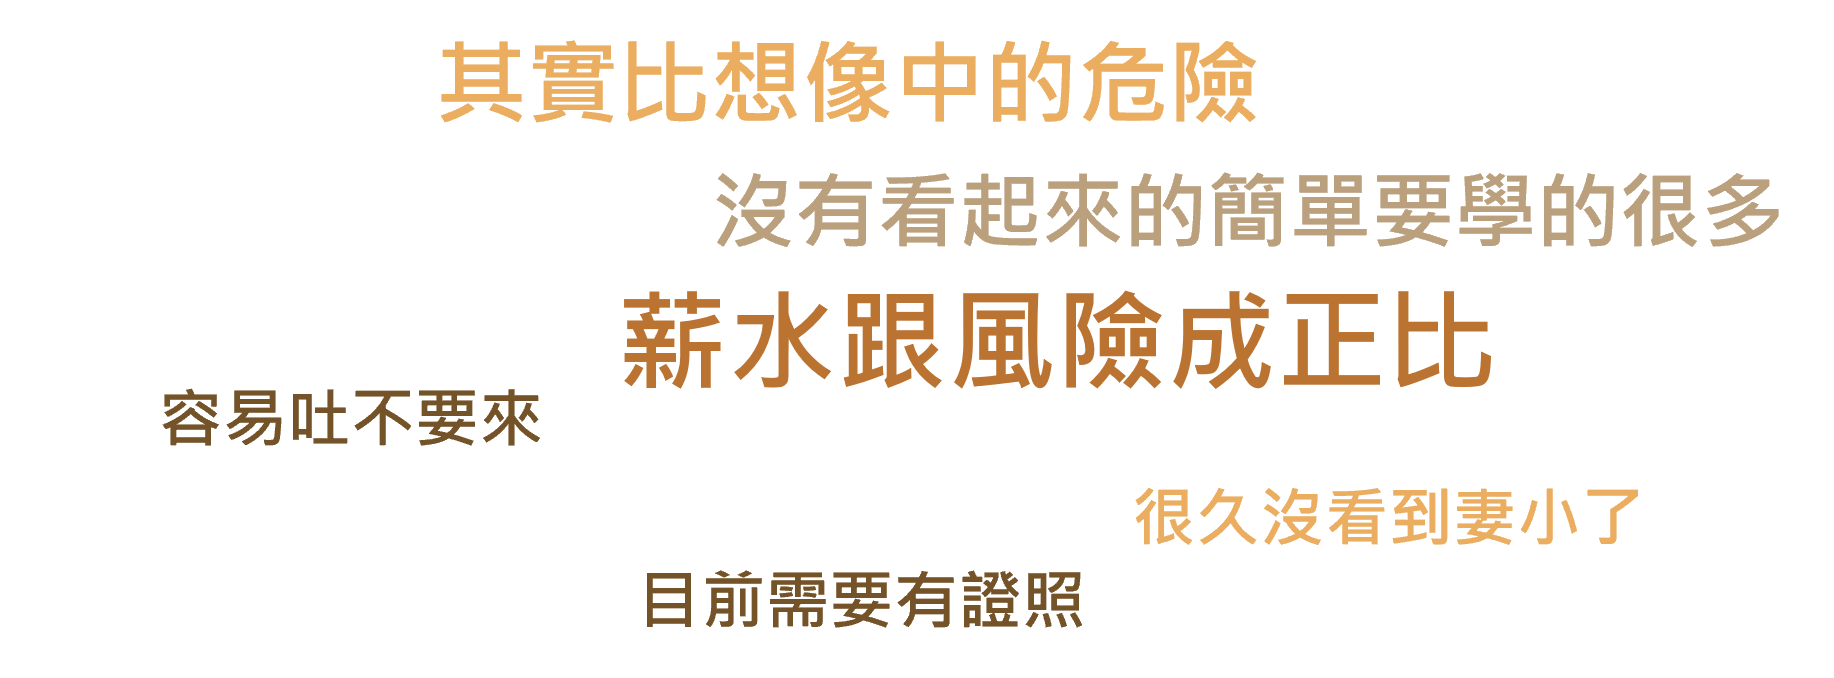 其實比想像中的危險
沒有看起來的簡單要學的很多
薪水跟風險成正比
容易吐不要來
很久沒看到妻小了
目前需要有證照